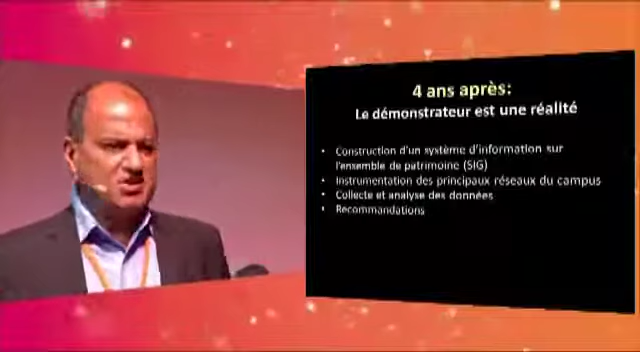 4 ans après:
Le démonstrateur est une réalité
• Construction d'un système d'information sur
l'ensemble de patrimoine (SIG)
• Instrumentation des principaux réseaux du campus
• Collecte et analyse des données
• Recommandations